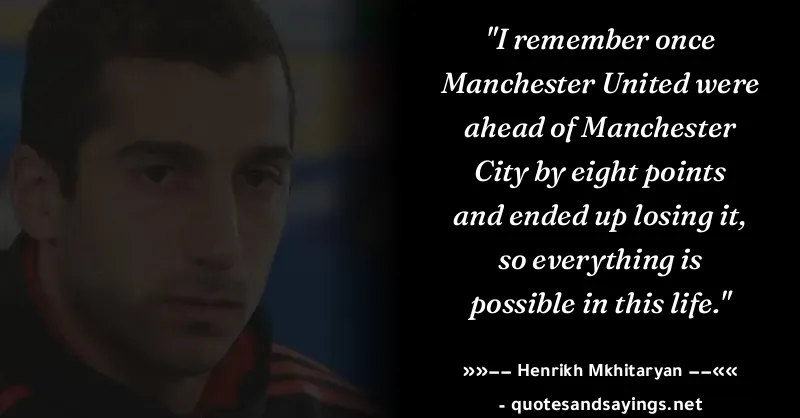 "I remember once
Manchester United were
ahead of Manchester
City by eight points
and ended up losing it,
so everything is
possible in this life."
»»−− Henrikh Mkhitaryan −−««
- quotesandsayings.net